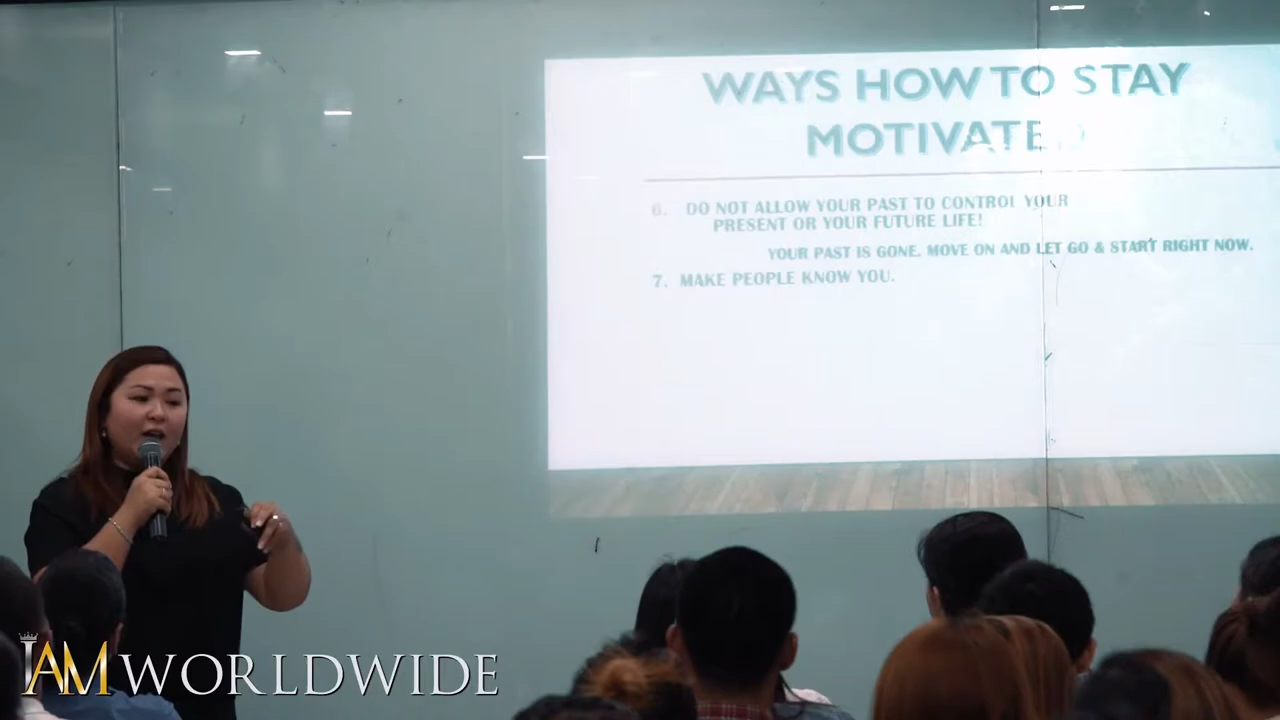 WAYS HOW TO STAY
MOTIVATED
6. DO NOT ALLOW YOUR PAST TO CONTROL YOUR
PRESENT OR YOUR FUTURE LIFE!
YOUR PAST IS GONE. MOVE ON AND LET GO & START RIGHT NOW.
7. MAKE PEOPLE KNOW YOU.
IAM WORLDWIDE